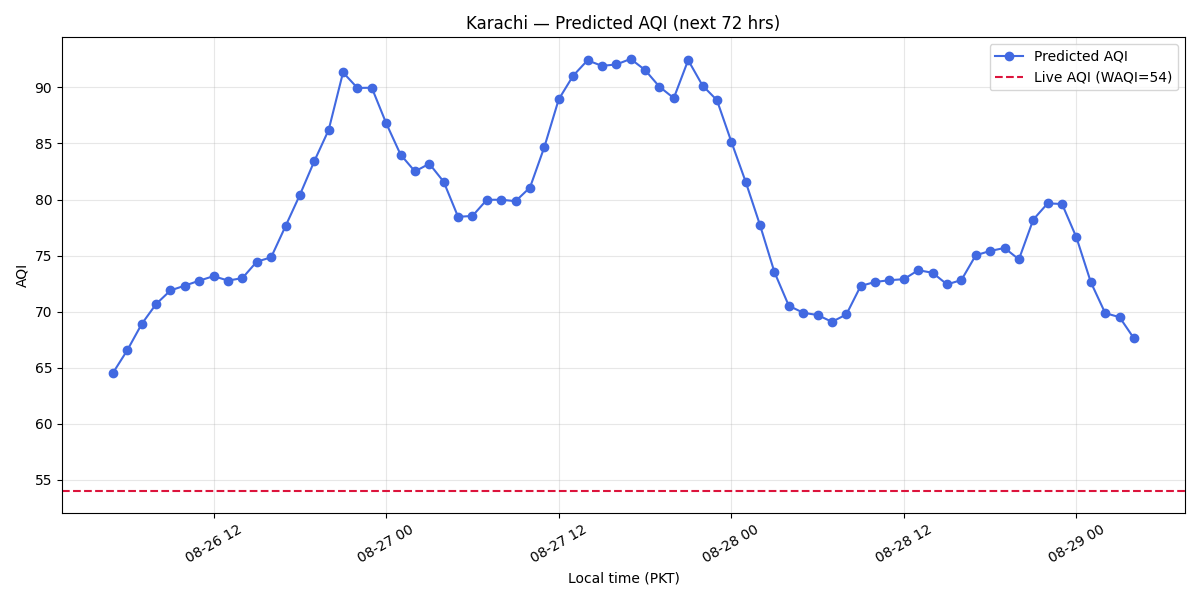 Karachi — Predicted AQI (next 72 hrs)
Predicted AQI
Live AQI (WAQI=54)
AQI
90
85
80
75
70
65
60
55
08-26 12
08-27 00
08-27 12
08-28 00
08-28 12
08-29 00
Local time (PKT)